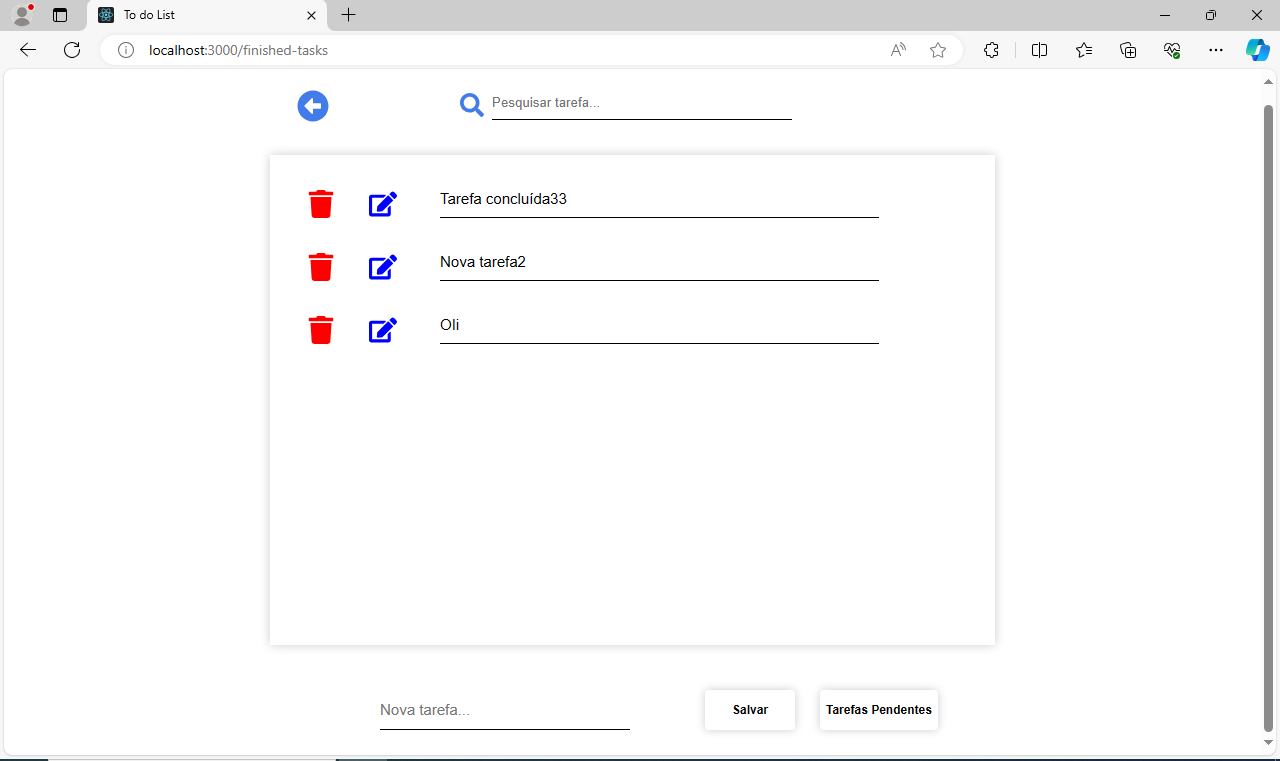 To do List
localhost:3000/finished-tasks
Pesquisar tarefa...
Tarefa concluída33
Nova tarefa2
Oli
Nova tarefa...
Salvar
Tarefas Pendentes